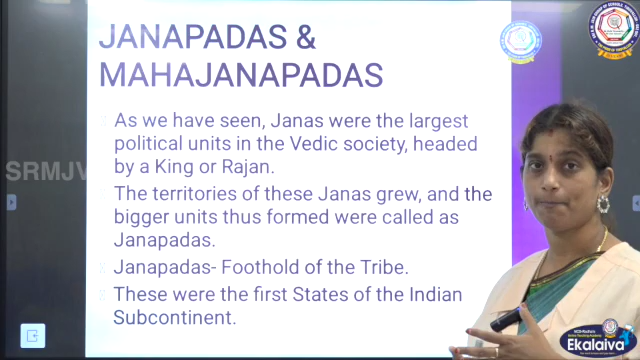 JANAPADAS &
MAHAJANAPADAS
As we have seen, Janas were the largest
political units in the Vedic society, headed
by a King or Rajan.
The territories of these Janas grew, and the
bigger units thus formed were called as
Janapadas.
Janapadas- Foothold of the Tribe.
These were the first States of the Indian
Subcontinent.
SRMJV
Ekalaiva